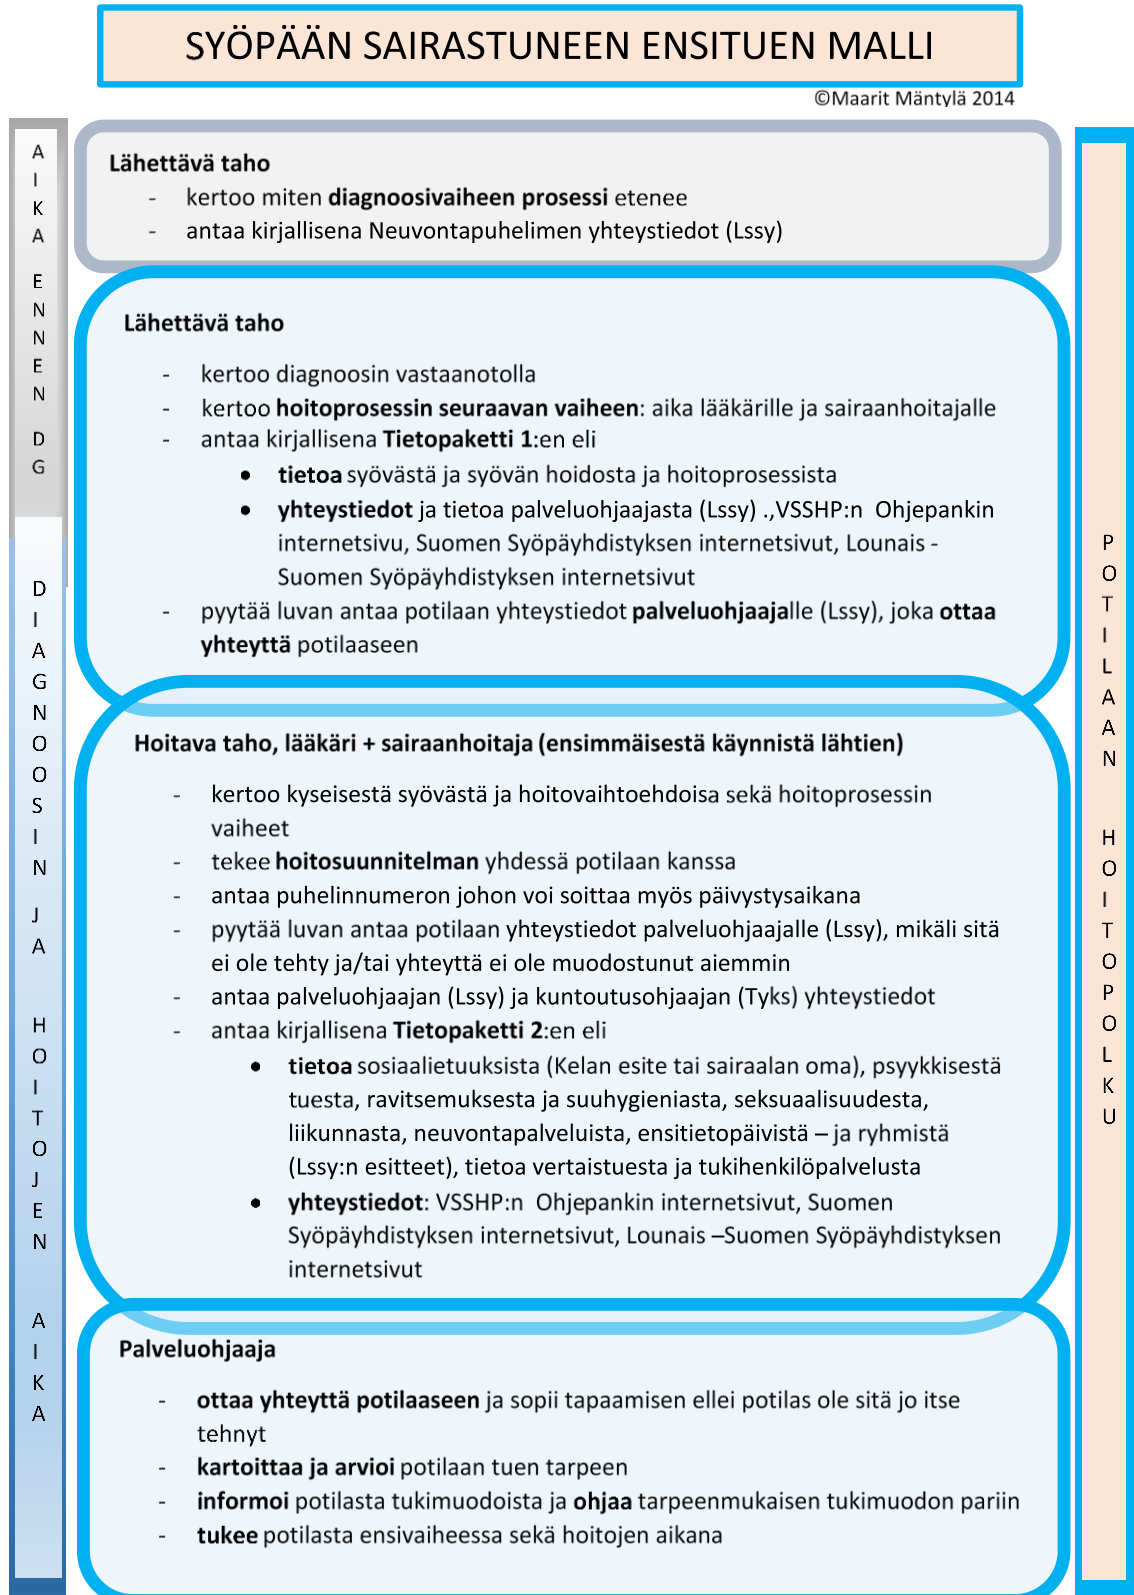 SYÖPÄÄN SAIRASTUNEEN ENSITUEN MALLI
©Maarit Mäntylä 2014
AIKA ENNEN DG
Lähettävä taho
- kertoo miten diagnoosivaiheen prosessi etenee
- antaa kirjallisena Neuvontapuhelimen yhteystiedot (Lssy)
Lähettävä taho
- kertoo diagnoosin vastaanotolla
- kertoo hoitoprosessin seuraavan vaiheen: aika lääkärille ja sairaanhoitajalle
- antaa kirjallisena Tietopaketti 1:en eli
• tietoa syövästä ja syövän hoidosta ja hoitoprosessista
• yhteystiedot ja tietoa palveluohjaajasta (Lssy) .,VSSHP:n Ohjepankin
internetsivu, Suomen Syöpäyhdistyksen internetsivut, Lounais -
Suomen Syöpäyhdistyksen internetsivut
- pyytää luvan antaa potilaan yhteystiedot palveluohjaajalle (Lssy), joka ottaa
yhteyttä potilaaseen
DIAGNOSIN JA HOITOJEN AIKA
Hoitava taho, lääkäri + sairaanhoitaja (ensimmäisestä käynnistä lähtien)
- kertoo kyseisestä syövästä ja hoitovaihtoehdoisa sekä hoitoprosessin
vaiheet
- tekee hoitosuunnitelman yhdessä potilaan kanssa
- antaa puhelinnumeron johon voi soittaa myös päivystysaikana
- pyytää luvan antaa potilaan yhteystiedot palveluohjaajalle (Lssy), mikäli sitä
ei ole tehty ja/tai yhteyttä ei ole muodostunut aiemmin
- antaa palveluohjaajan (Lssy) ja kuntoutusohjaajan (Tyks) yhteystiedot
- antaa kirjallisena Tietopaketti 2:en eli
• tietoa sosiaalietuuksista (Kelan esite tai sairaalan oma), psyykkisestä
tuesta, ravitsemuksesta ja suuhygieniasta, seksuaalisuudesta,
liikunnasta, neuvontapalveluista, ensitietopäivistä – ja ryhmistä
(Lssy:n esitteet), tietoa vertaistuesta ja tukihenkilöpalvelusta
• yhteystiedot: VSSHP:n Ohjepankin internetsivut, Suomen
Syöpäyhdistyksen internetsivut, Lounais –Suomen Syöpäyhdistyksen
internetsivut
Palveluohjaaja
- ottaa yhteyttä potilaaseen ja sopii tapaamisen ellei potilas ole sitä jo itse
tehnyt
- kartoittaa ja arvioi potilaan tuen tarpeen
- informoi potilasta tukimuodoista ja ohjaa tarpeenmukaisen tukimuodon pariin
- tukee potilasta ensivaiheessa sekä hoitojen aikana
POTILAAN HOITOPOLKU